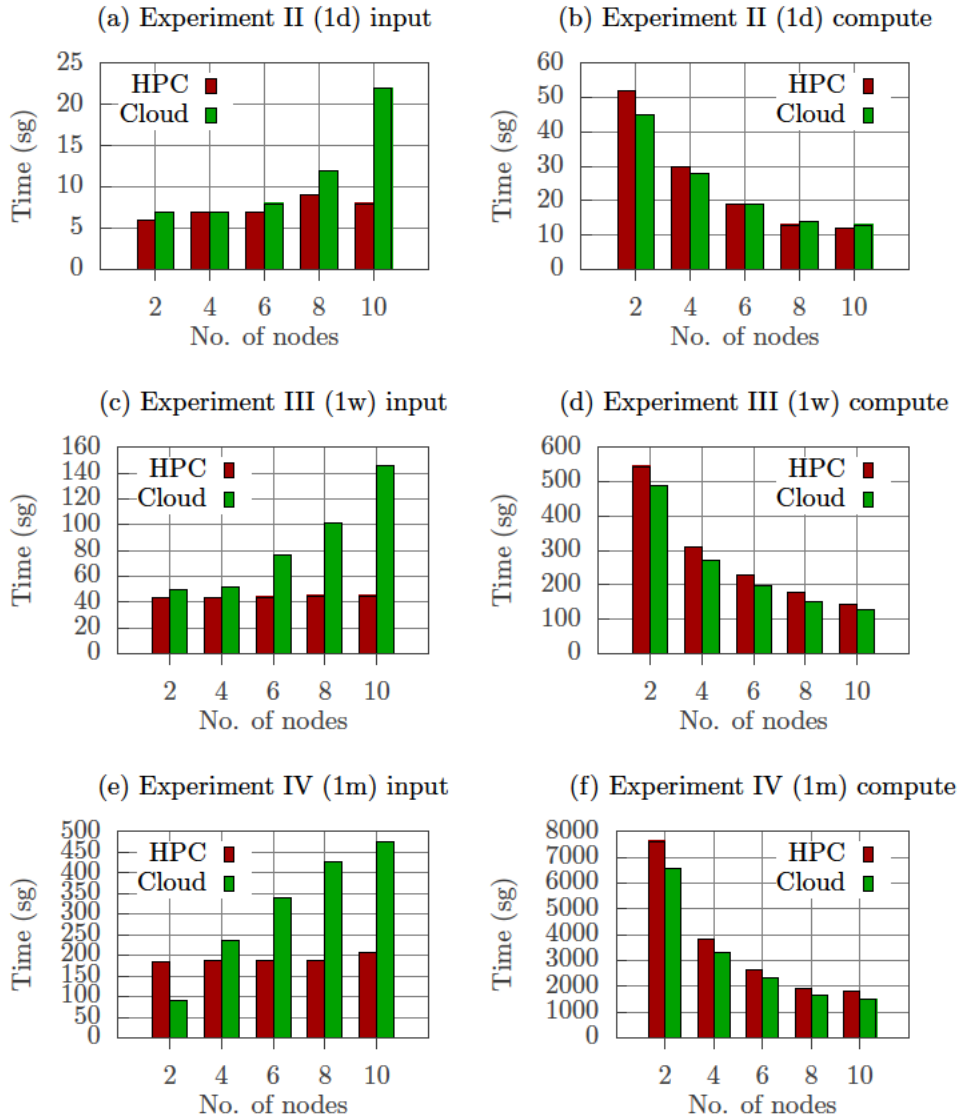 (a) Experiment II (1d) input
25
20
15
10
5
0
Time (sg)
HPC
Cloud
2 4 6 8 10
No. of nodes
(b) Experiment II (1d) compute
60
50
40
30
20
10
0
Time (sg)
HPC
Cloud
2 4 6 8 10
No. of nodes
(c) Experiment III (1w) input
160
140
120
100
80
60
40
20
0
Time (sg)
HPC
Cloud
2 4 6 8 10
No. of nodes
(d) Experiment III (1w) compute
600
500
400
300
200
100
0
Time (sg)
HPC
Cloud
2 4 6 8 10
No. of nodes
(e) Experiment IV (1m) input
500
450
400
350
300
250
200
150
100
50
0
Time (sg)
HPC
Cloud
2 4 6 8 10
No. of nodes
(f) Experiment IV (1m) compute
8000
7000
6000
5000
4000
3000
2000
1000
0
Time (sg)
HPC
Cloud
2 4 6 8 10
No. of nodes